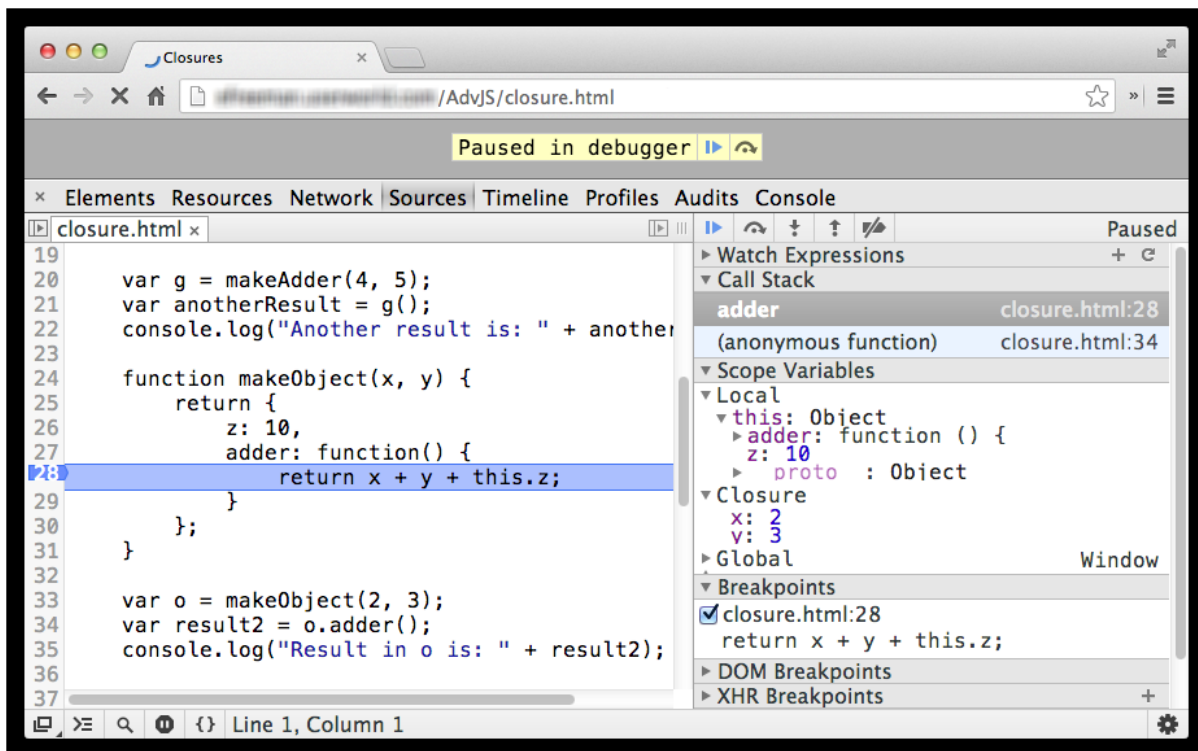 Closures ×
/AdvJS/closure.html »
Paused in debugger
× Elements Resources Network Sources Timeline Profiles Audits Console
closure.html ×
19
20 var g = makeAdder(4, 5);
21 var anotherResult = g();
22 console.log("Another result is: " + another
23
24 function makeObject(x, y) {
25 return {
26 z: 10,
27 adder: function() {
28 return x + y + this.z;
29 }
30 };
31 }
32
33 var o = makeObject(2, 3);
34 var result2 = o.adder();
35 console.log("Result in o is: " + result2);
36
37
Paused
Watch Expressions +
Call Stack
adder closure.html:28
(anonymous function) closure.html:34
Scope Variables
Local
this: Object
adder: function () {
z: 10
proto : Object
Closure
x: 2
y: 3
Global Window
Breakpoints
closure.html:28
return x + y + this.z;
DOM Breakpoints
XHR Breakpoints +
{} Line 1, Column 1